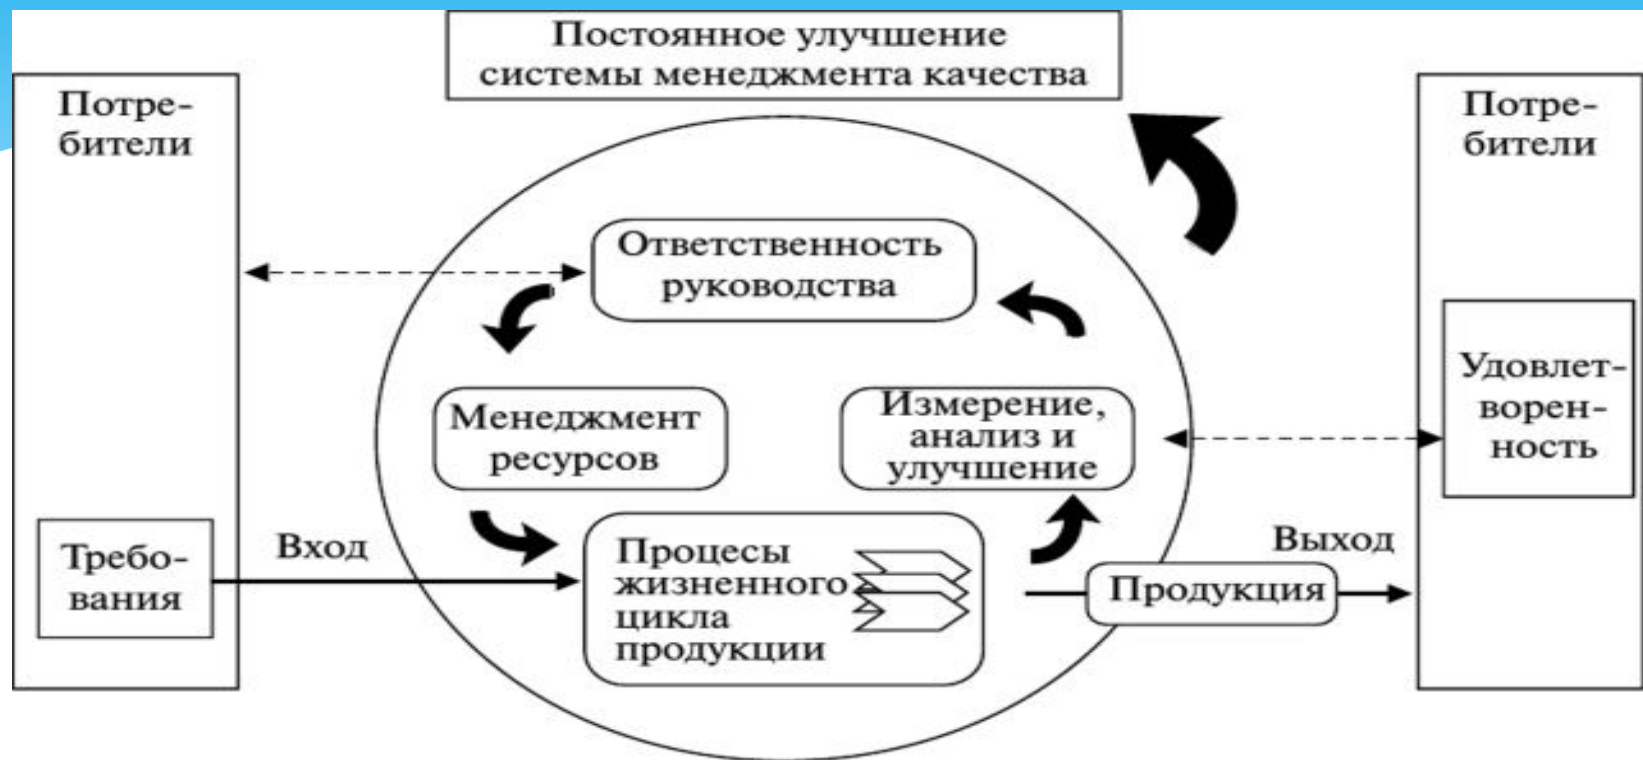 Постоянное улучшение
системы менеджмента качества
Потре-
бители
Требо-
вания
Вход
Ответственность
руководства
Менеджмент
ресурсов
Измерение,
анализ и
улучшение
Процесы
жизненного
цикла
продукции
Продукция
Выход
Потре-
бители
Удовлет-
ворен-
ность